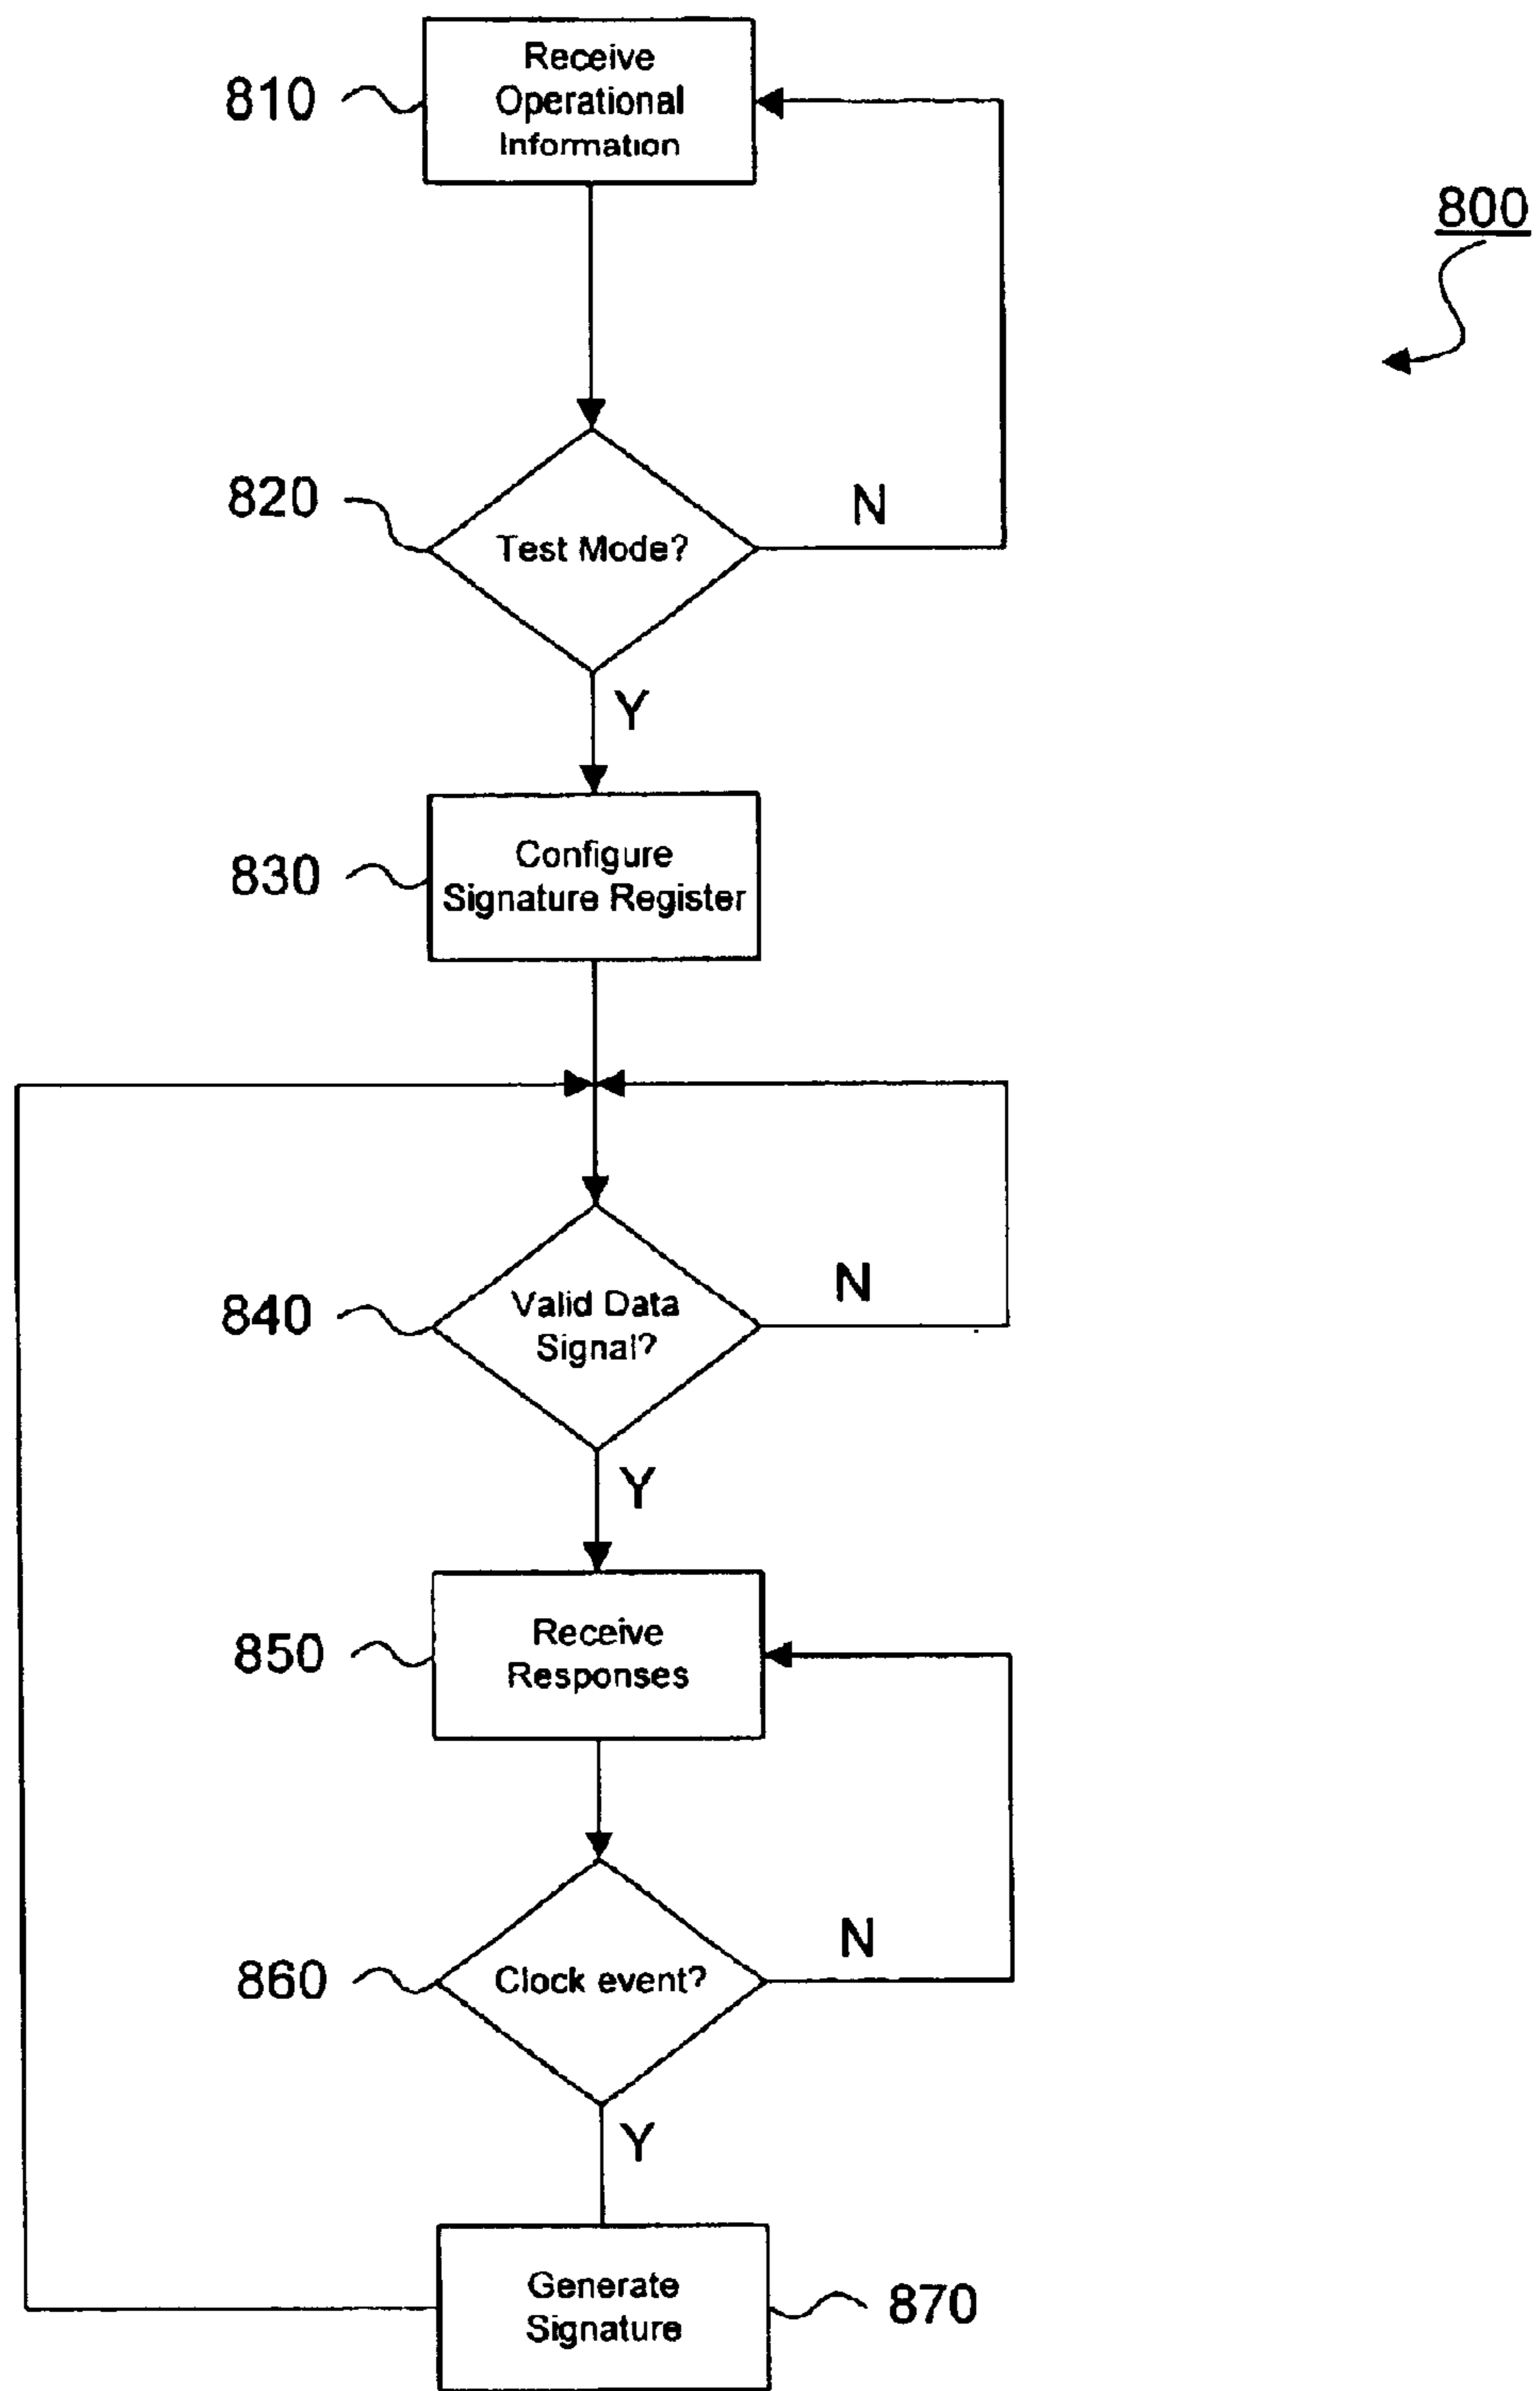 Receive
Operational
Information
810
800
820
Test Mode?
N
Y
830
Configure
Signature Register
840
Valid Data
Signal?
N
Y
850
Receive
Responses
860
Clock event?
N
Y
Generate
Signature
870